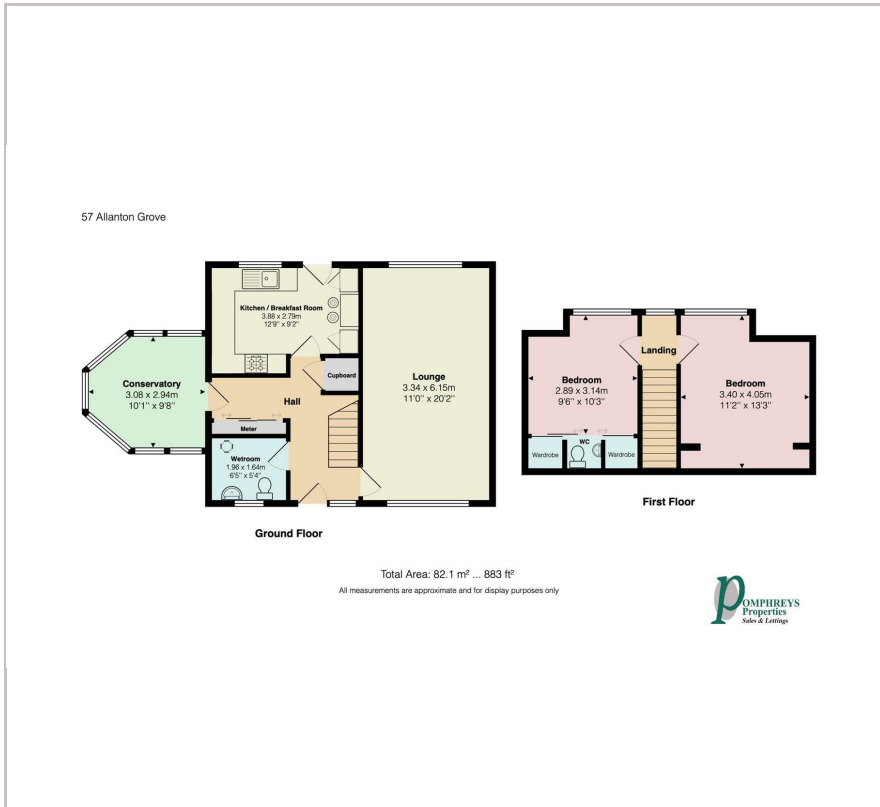 57 Allanton Grove
Kitchen / Breakfast Room
3.88 x 2.79m
12'9'' x 9'2''
Cupboard
Lounge
3.34 x 6.15m
11'0'' x 20'2''
Conservatory
3.08 x 2.94m
10'1'' x 9'8''
Hall
Meter
Wetroom
1.96 x 1.64m
6'5'' x 5'4''
Ground Floor
Landing
Bedroom
2.89 x 3.14m
9'6'' x 10'3''
Bedroom
3.40 x 4.05m
11'2'' x 13'3''
Wardrobe
WC
Wardrobe
First Floor
Total Area: 82.1 m² ... 883 ft²
All measurements are approximate and for display purposes only
POMPHREYS
Properties
Sales & Lettings